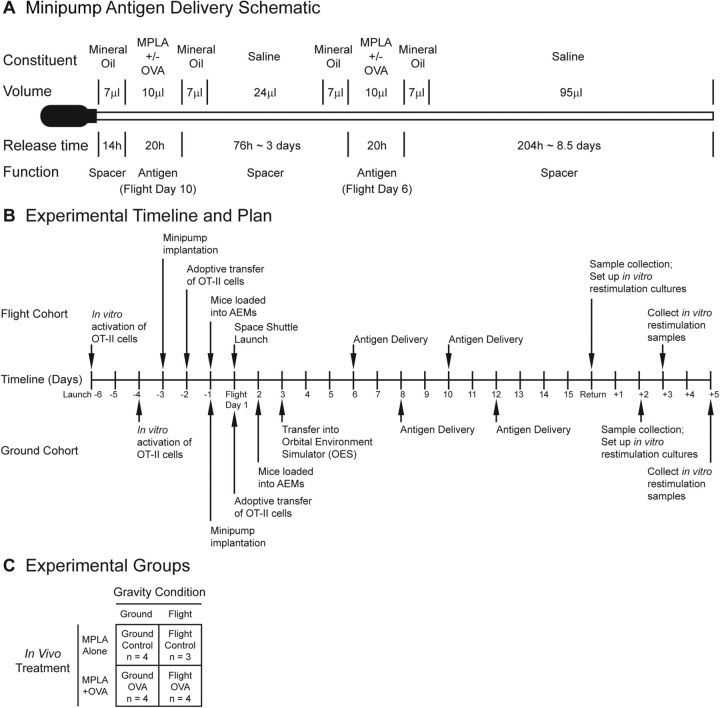 A Minipump Antigen Delivery Schematic
Constituent
Mineral
Oil
MPLA
+/-
OVA
Mineral
Oil
Saline
Mineral
Oil
MPLA
+/-
OVA
Mineral
Oil
Saline
Volume
7μl
10μl
7μl
24μl
7μl
10μl
7μl
95μl
Release time
14h
20h
76h ~ 3 days
20h
204h ~ 8.5 days
Function
Spacer
Antigen
(Flight Day 10)
Spacer
Antigen
(Flight Day 6)
Spacer
B Experimental Timeline and Plan
Minipump
implantation
Adoptive transfer
of OT-II cells
Sample collection;
Set up in vitro
restimulation cultures
Flight Cohort
In vitro
activation of
OT-II cells
Mice loaded
into AEMs
Space Shuttle
Launch
Antigen Delivery
Antigen Delivery
Collect in vitro
restimulation
samples
Timeline (Days)
Launch -6 -5 -4 -3 -2 -1 Flight 2 3 4 5 6 7 8 9 10 11 12 13 14 15 Return +1 +2 +3 +4 +5
Day 1
Ground Cohort
In vitro
activation of
OT-II cells
Transfer into
Orbital Environment
Simulator (OES)
Antigen Delivery
Antigen Delivery
Sample collection;
Set up in vitro
restimulation cultures
Mice loaded
into AEMs
Collect in vitro
restimulation
samples
Adoptive transfer
of OT-II cells
Minipump
implantation
C Experimental Groups
Gravity Condition
Ground Flight
In Vivo
Treatment
MPLA
Alone
Ground
Control
n = 4
Flight
Control
n = 3
MPLA
+OVA
Ground
OVA
n = 4
Flight
OVA
n = 4